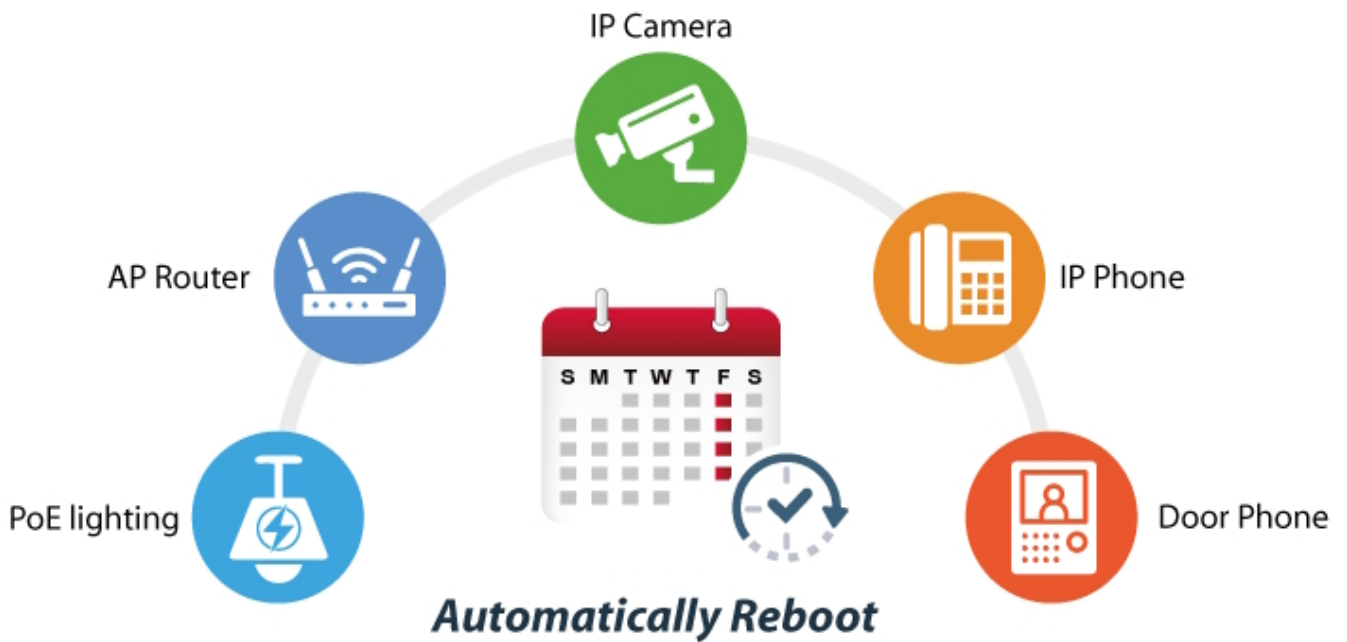 IP Camera
AP Router
IP Phone
S M T W T F S
PoE lighting
Door Phone
Automatically Reboot